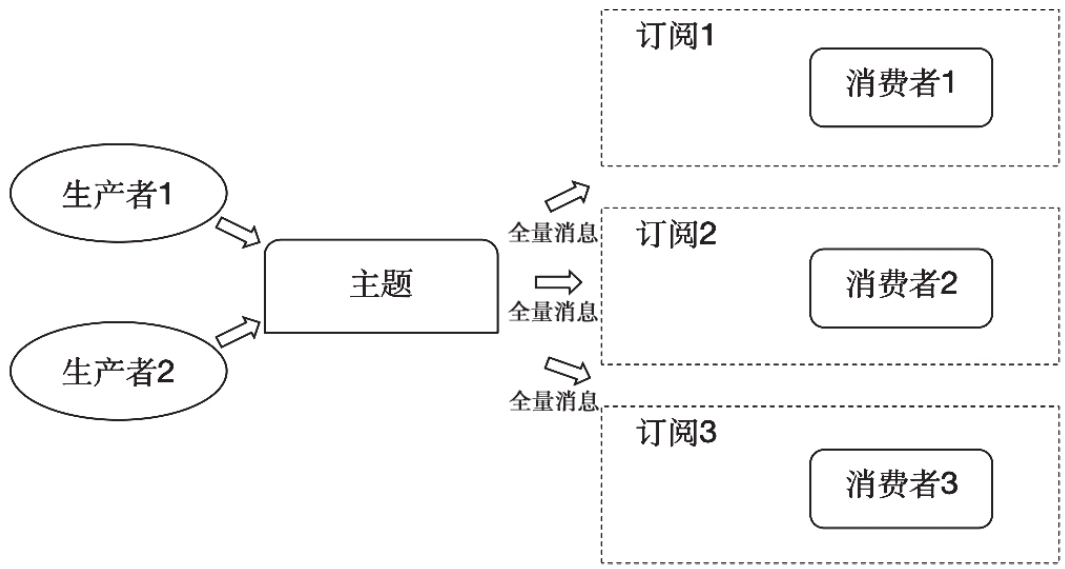 订阅1
消费者1
生产者1
全量消息
订阅2
主题
消费者2
全量消息
生产者2
全量消息
订阅3
消费者3